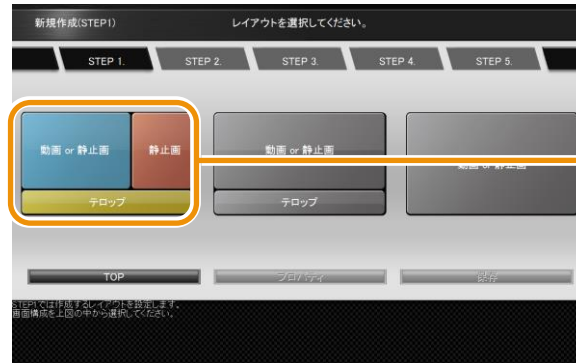 新規作成(STEP1) レイアウトを選択してください。
STEP 1. STEP 2. STEP 3. STEP 4. STEP 5.
動画 or 静止画 静止画 動画 or 静止画 動画 or 静止画
テロップ テロップ
TOP プロパティ 保存
STEP1では作成するレイアウトを設定します。
画面構成を上図の中から選択してください。